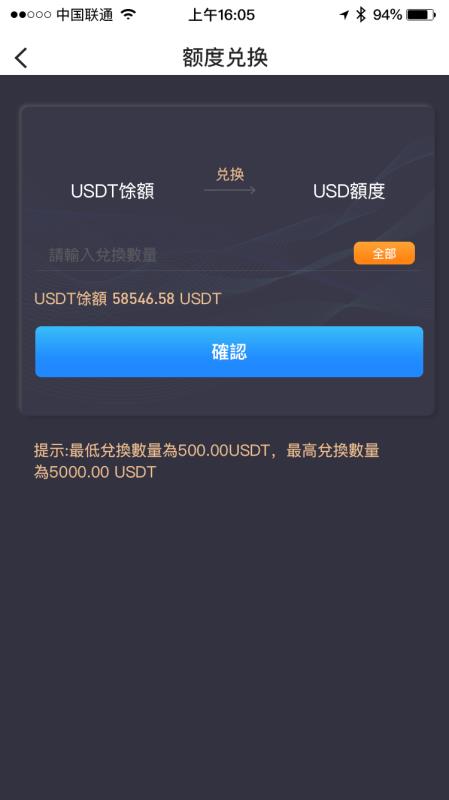 中国联通 上午16:05 94%
额度兑换
兑换
USDT馀額 USD額度
請輸入兌換數量 全部
USDT馀額 58546.58 USDT
確認
提示:最低兌換數量為500.00USDT，最高兌換數量
為5000.00 USDT